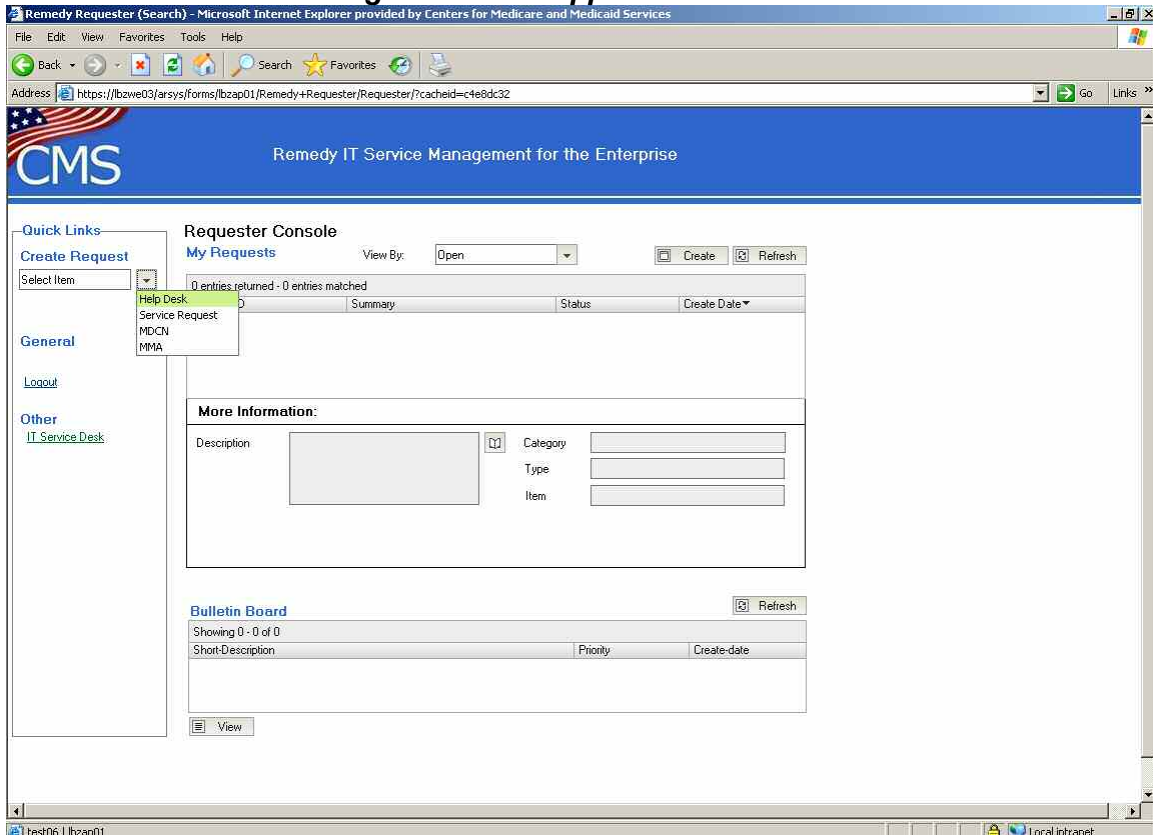 Remedy Requester (Search) - Microsoft Internet Explorer provided by Centers for Medicare and Medicaid Services
File Edit View Favorites Tools Help
Back Search Favorites
Address https://lbzwe03/arsys/forms/lbzap01/Remedy+Requester/Requester/?cacheid=c4e8dc32 Go Links »
CMS
Remedy IT Service Management for the Enterprise
Quick Links
Create Request
Select Item
Help Desk
Service Request
MDCN
MMA
General
Logout
Other
IT Service Desk
Requester Console
My Requests View By: Open Create Refresh
0 entries returned - 0 entries matched
Summary Status Create Date
More Information:
Description Category
Type
Item
Bulletin Board Refresh
Showing 0 - 0 of 0
Short-Description Priority Create-date
View
test06 | lbzap01 Local intranet